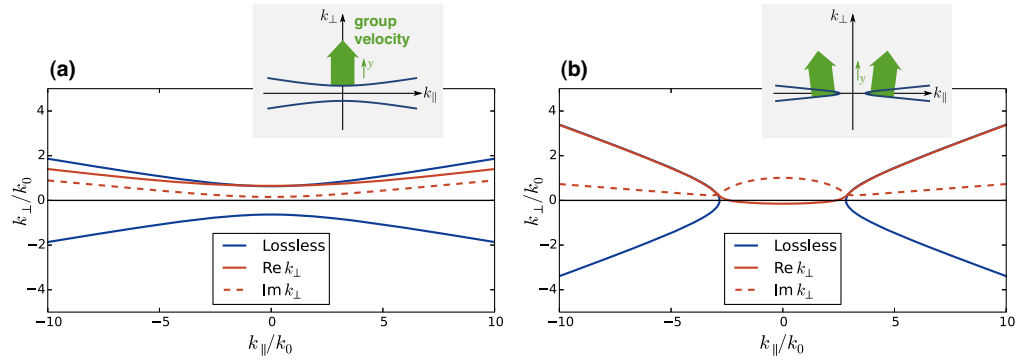 (a)
k⊥
group
velocity
y
k∥
k⊥/k0
4
2
0
−2
−4
Lossless
Re k⊥
Im k⊥
−10
−5
0
5
10
k∥/k0
(b)
k⊥
y
k∥
k⊥/k0
4
2
0
−2
−4
Lossless
Re k⊥
Im k⊥
−10
−5
0
5
10
k∥/k0